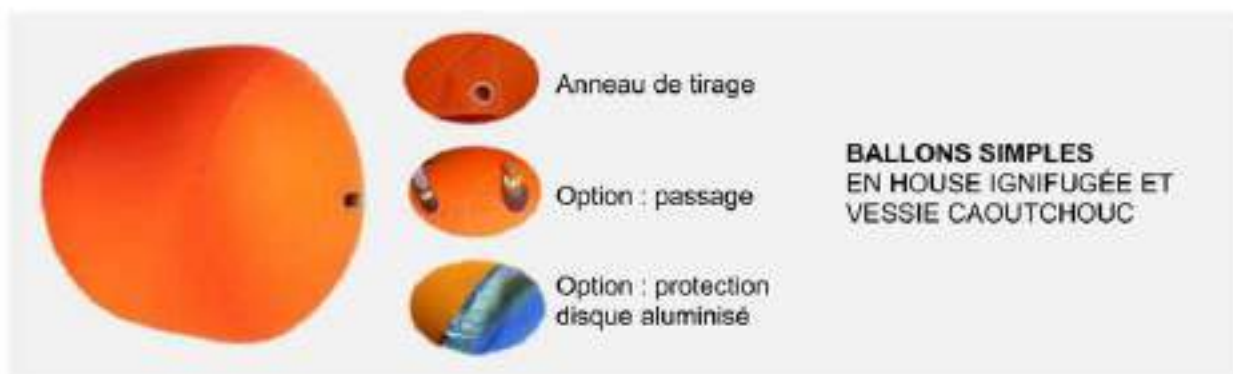 Anneau de tirage
Option : passage
Option : protection
disque aluminisé
BALLONS SIMPLES
EN HOUSE IGNIFUGÉE ET
VESSIE CAOUTCHOUC